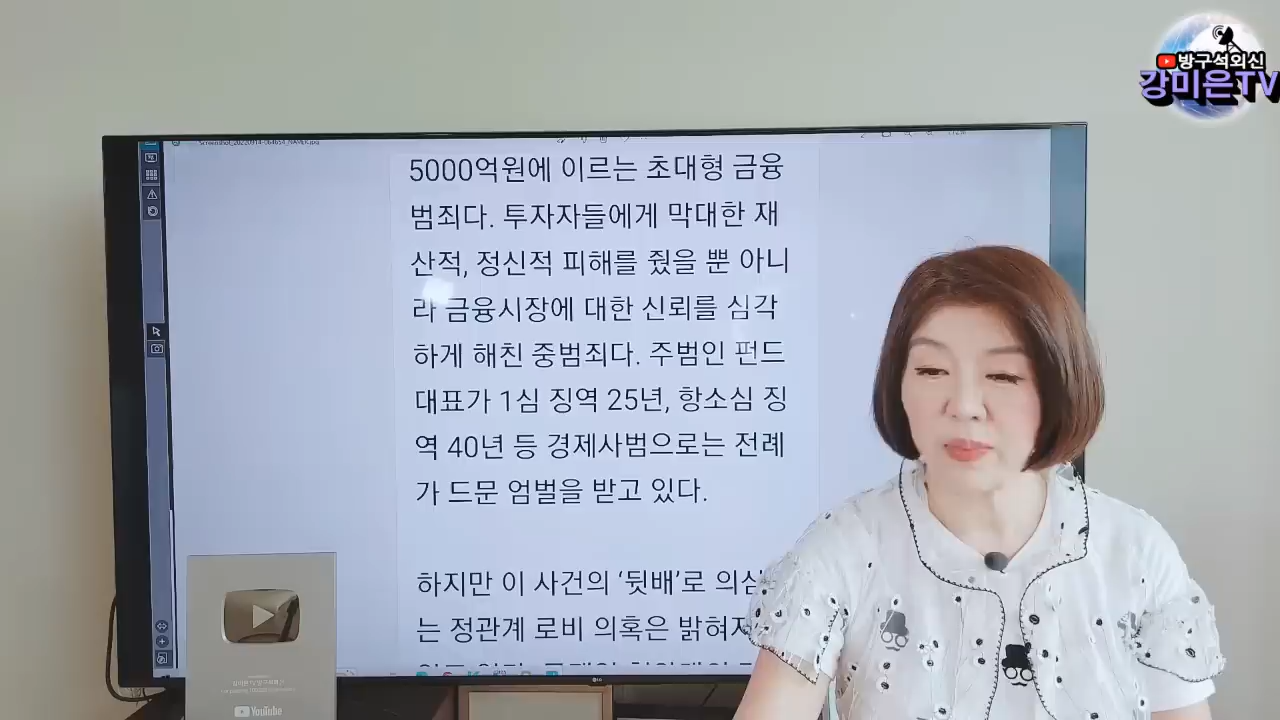 방구석외신
강미은TV
5000억원에 이르는 초대형 금융
범죄다. 투자자들에게 막대한 재
산적, 정신적 피해를 줬을 뿐 아니
라 금융시장에 대한 신뢰를 심각
하게 해친 중범죄다. 주범인 펀드
대표가 1심 징역 25년, 항소심 징
역 40년 등 경제사범으로는 전례
가 드문 엄벌을 받고 있다.
하지만 이 사건의 ‘뒷배’로
는 정관계 로비 의혹은
LG
YouTube